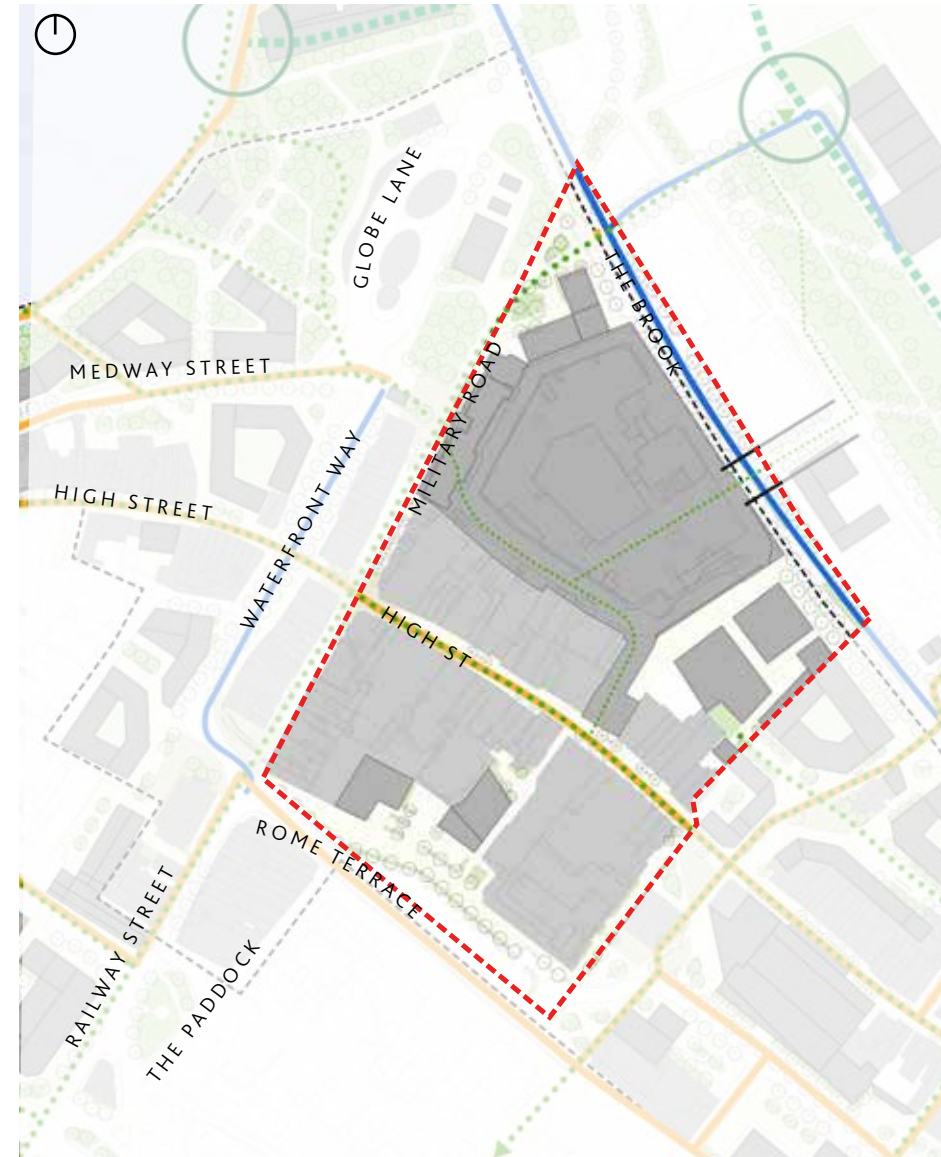 GLOBE LANE
THE BROOK
MEDWAY STREET
MILITARY ROAD
HIGH STREET
WATERFRONT WAY
HIGH ST
ROME TERRACE
RAILWAY STREET
THE PADDOCK